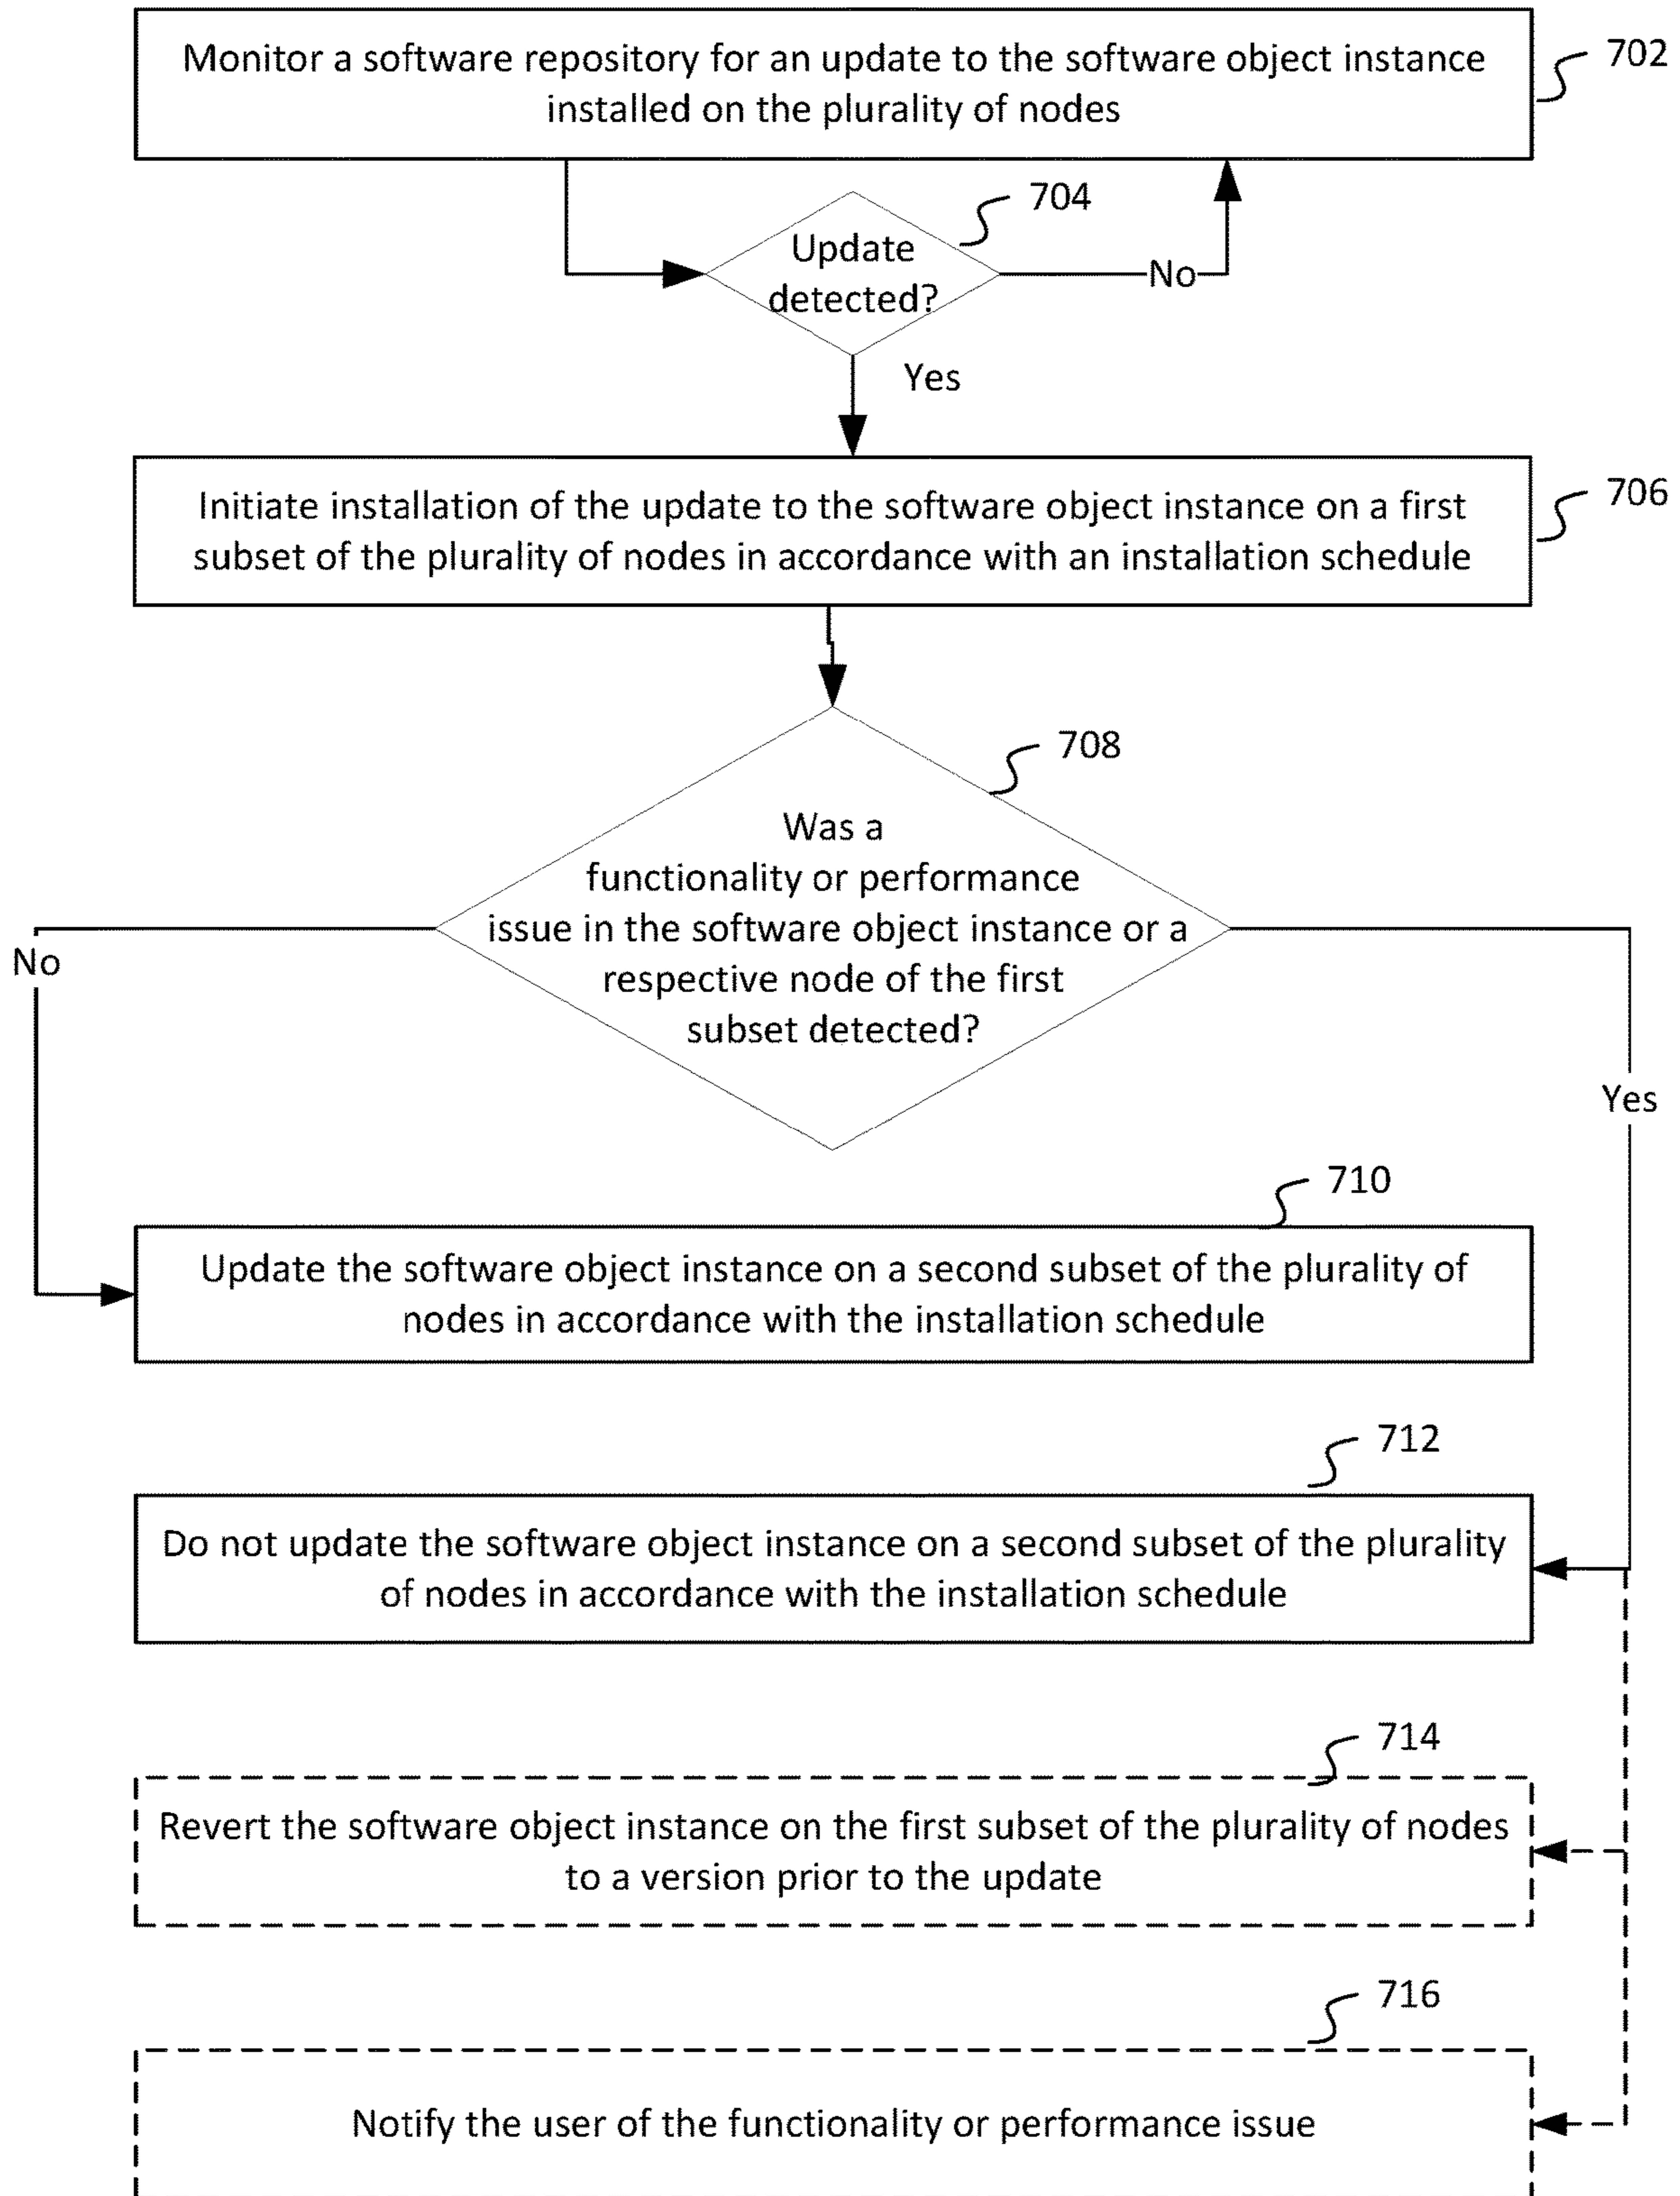 Monitor a software repository for an update to the software object instance
installed on the plurality of nodes
702
704
Update
detected?
No
Yes
Initiate installation of the update to the software object instance on a first
subset of the plurality of nodes in accordance with an installation schedule
706
708
Was a
functionality or performance
issue in the software object instance or a
respective node of the first
subset detected?
No
Yes
710
Update the software object instance on a second subset of the plurality of
nodes in accordance with the installation schedule
712
Do not update the software object instance on a second subset of the plurality
of nodes in accordance with the installation schedule
714
Revert the software object instance on the first subset of the plurality of nodes
to a version prior to the update
716
Notify the user of the functionality or performance issue